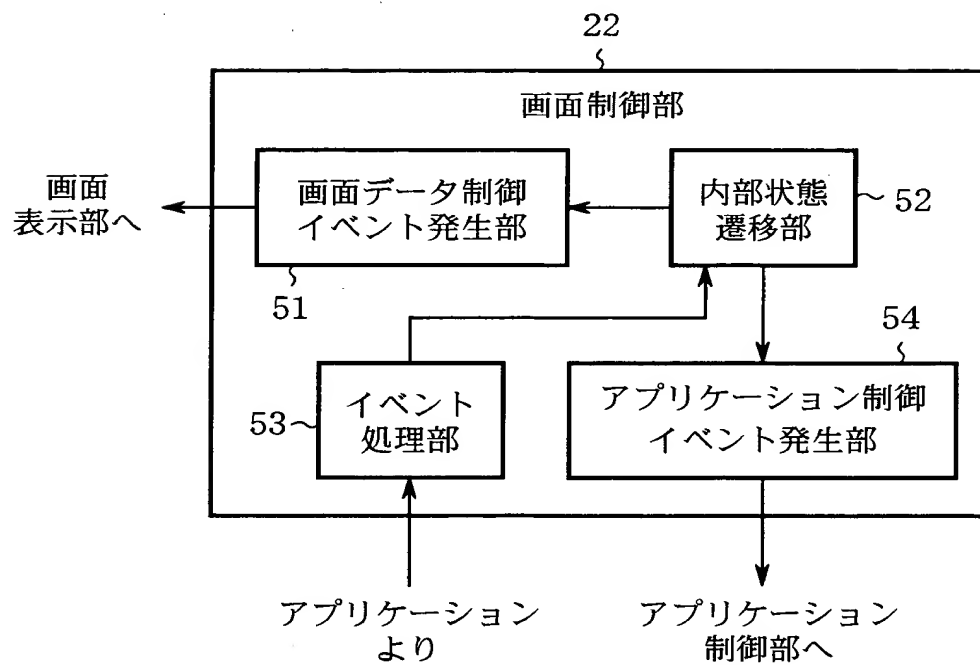 22
画面制御部
画面
表示部へ
画面データ制御
イベント発生部
内部状態
遷移部
52
51
54
53
イベント
処理部
アプリケーション制御
イベント発生部
アプリケーション
より
アプリケーション
制御部へ